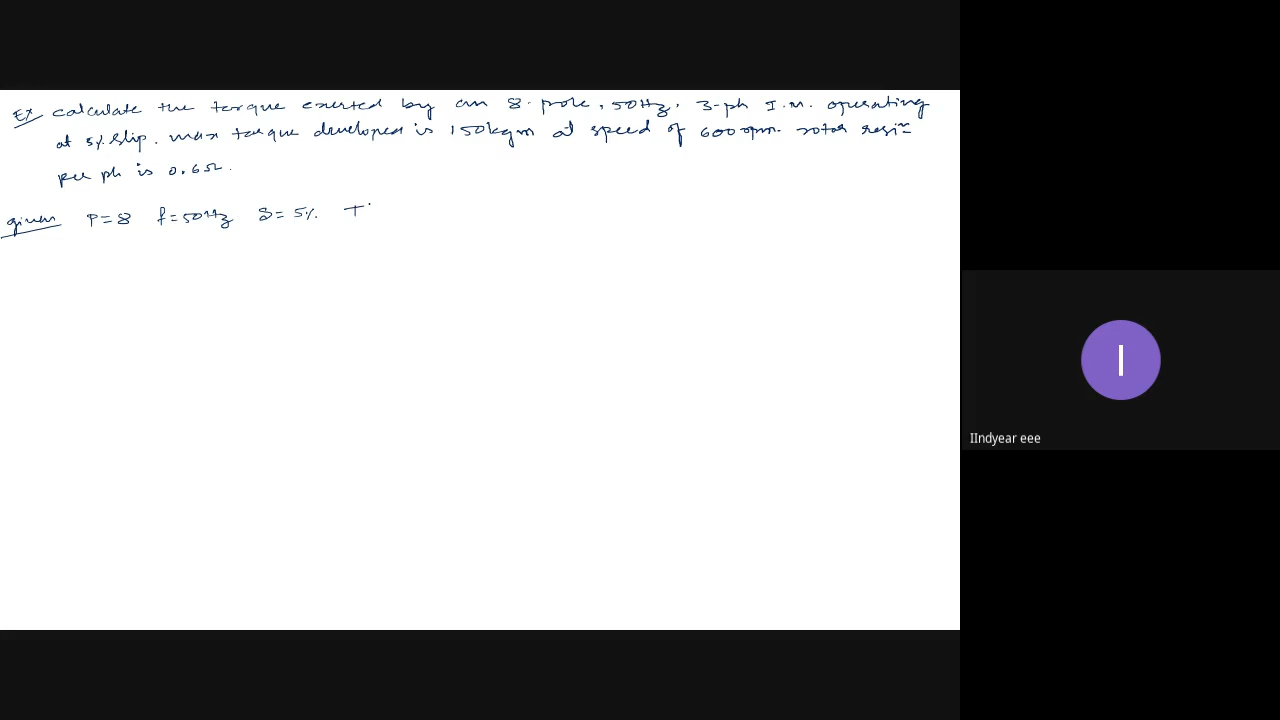 Ex calculate the torque exerted by an 8-pole, 50Hz, 3-ph I.M. operating
at 5% slip. max torque developed is 150kgm at speed of 600rpm. rotor resi
per ph is 0.6Ω.
given P=8 f=50Hz S=5% T
IIndyear eee
I